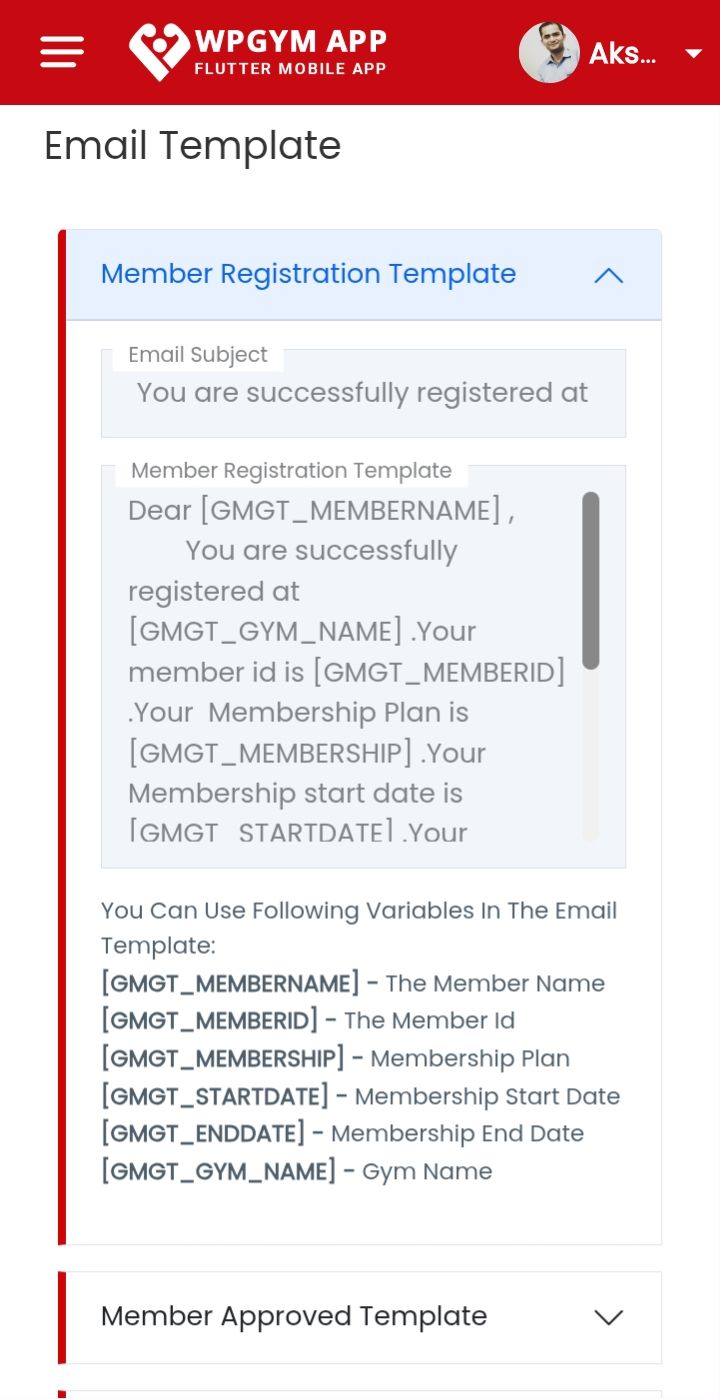 WPGYM APP
FLUTTER MOBILE APP
Aks...
Email Template
Member Registration Template
Email Subject
You are successfully registered at
Member Registration Template
Dear [GMGT_MEMBERNAME] ,
You are successfully
registered at
[GMGT_GYM_NAME] .Your
member id is [GMGT_MEMBERID]
.Your  Membership Plan is
[GMGT_MEMBERSHIP] .Your
Membership start date is
[GMGT_STARTDATE] .Your
You Can Use Following Variables In The Email
Template:
[GMGT_MEMBERNAME] - The Member Name
[GMGT_MEMBERID] - The Member Id
[GMGT_MEMBERSHIP] - Membership Plan
[GMGT_STARTDATE] - Membership Start Date
[GMGT_ENDDATE] - Membership End Date
[GMGT_GYM_NAME] - Gym Name
Member Approved Template